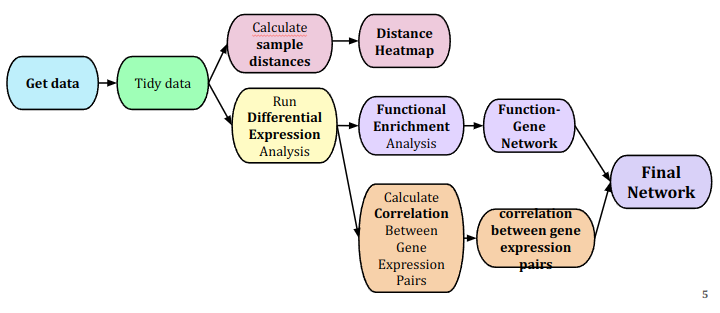 Get data
Tidy data
Calculate
sample
distances
Distance
Heatmap
Run
Differential
Expression
Analysis
Functional
Enrichment
Analysis
Function-
Gene
Network
Calculate
Correlation
Between
Gene
Expression
Pairs
correlation
between gene
expression
pairs
Final
Network
5